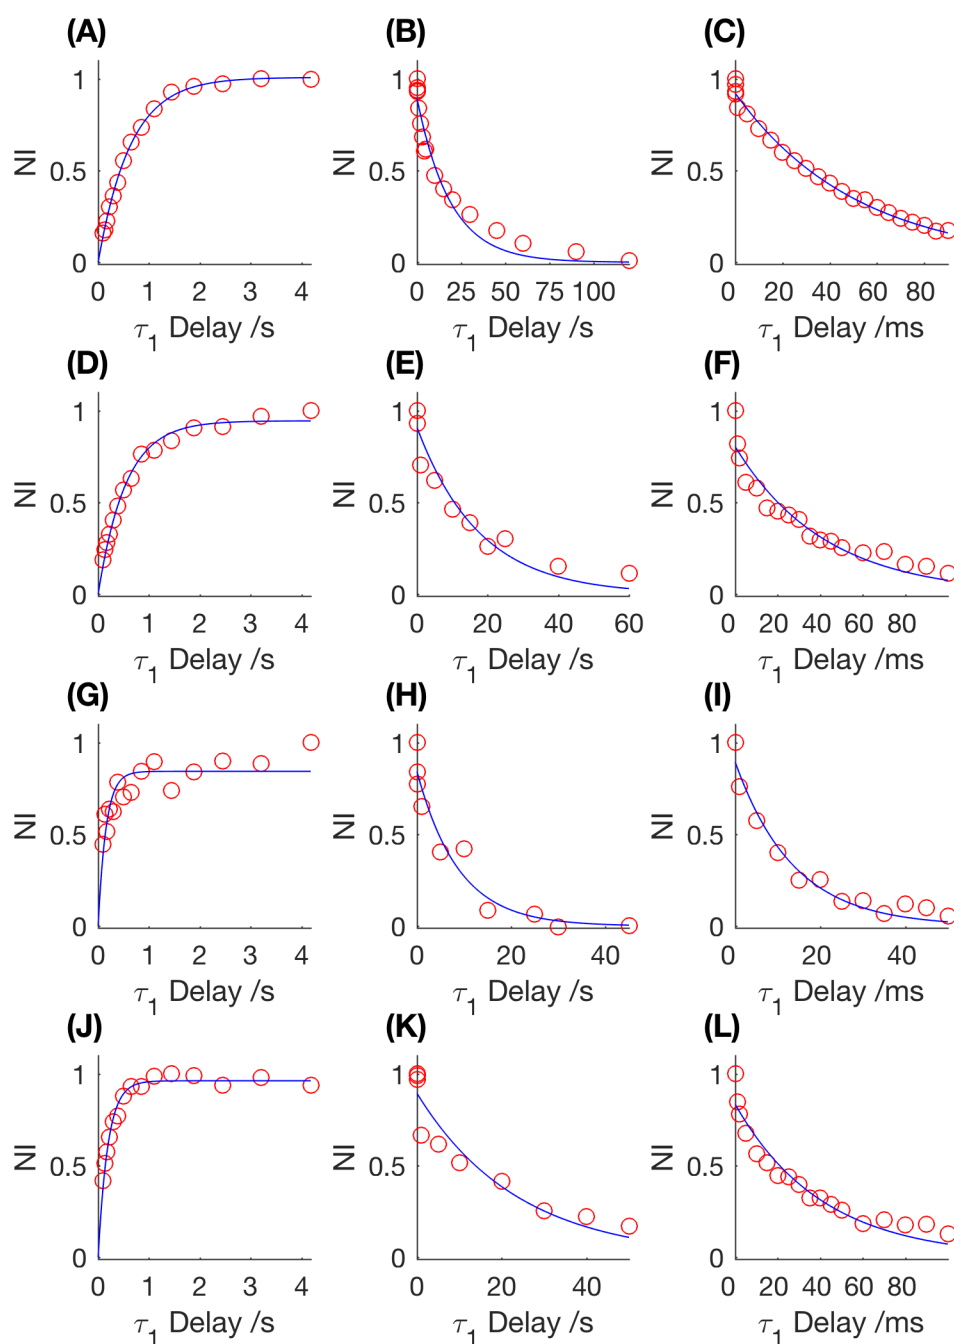 (A) (B) (C)
1 1 1
NI 0.5 NI 0.5 NI 0.5
0 0 0
0 1 2 3 4 0 25 50 75 100 0 20 40 60 80
τ1 Delay /s τ1 Delay /s τ1 Delay /ms
(D) (E) (F)
1 1 1
NI 0.5 NI 0.5 NI 0.5
0 0 0
0 1 2 3 4 0 20 40 60 0 20 40 60 80
τ1 Delay /s τ1 Delay /s τ1 Delay /ms
(G) (H) (I)
1 1 1
NI 0.5 NI 0.5 NI 0.5
0 0 0
0 1 2 3 4 0 20 40 0 20 40
τ1 Delay /s τ1 Delay /s τ1 Delay /ms
(J) (K) (L)
1 1 1
NI 0.5 NI 0.5 NI 0.5
0 0 0
0 1 2 3 4 0 20 40 0 20 40 60 80
τ1 Delay /s τ1 Delay /s τ1 Delay /ms